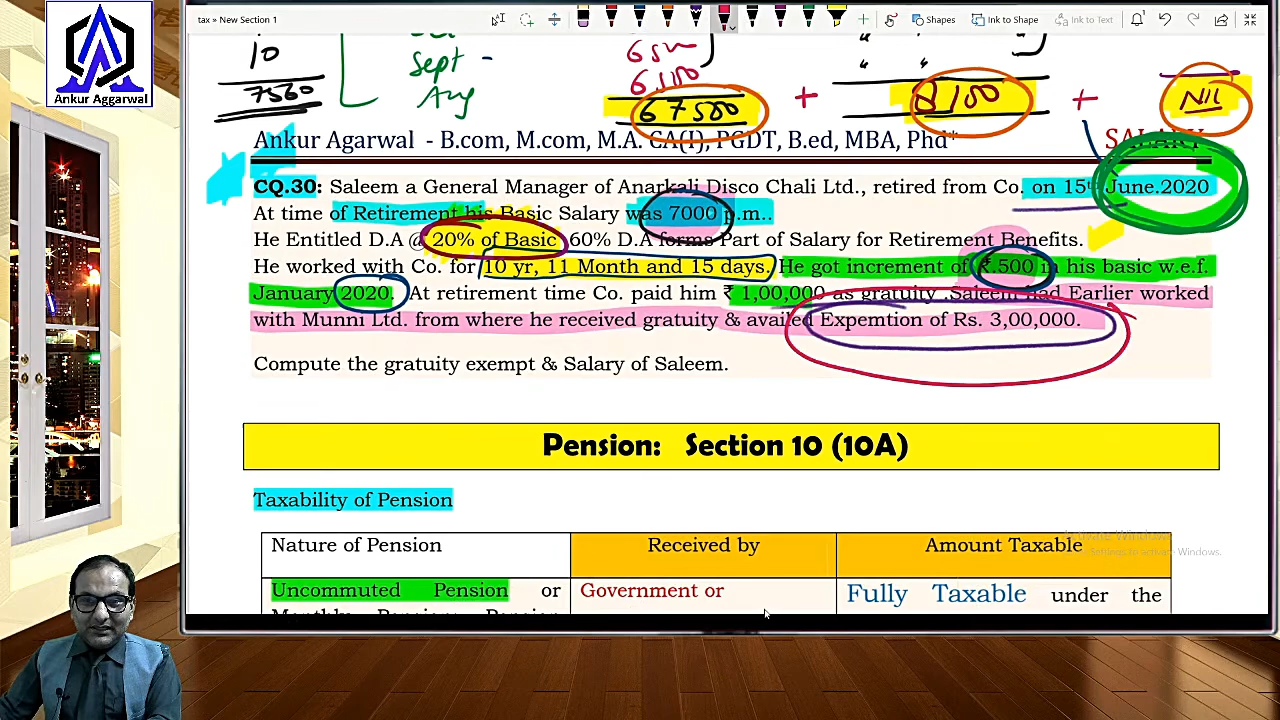 tax » New Section 1
Shapes
Ink to Shape
Ink to Text
10
7560
Sept -
Aug
6500
6500
67500 + 8100 + NIL
Ankur Aggarwal
Ankur Agarwal - B.com, M.com, M.A. CA(I), PGDT, B.ed, MBA, Phd* SALARY
CQ.30: Saleem a General Manager of Anarkali Disco Chali Ltd., retired from Co. on 15th June.2020
At time of Retirement his Basic Salary was 7000 p.m..
He Entitled D.A @ 20% of Basic 60% D.A forms Part of Salary for Retirement Benefits.
He worked with Co. for 10 yr, 11 Month and 15 days. He got increment of ₹.500 in his basic w.e.f.
January 2020. At retirement time Co. paid him ₹ 1,00,000 as gratuity .Saleem had Earlier worked
with Munni Ltd. from where he received gratuity & availed Expemtion of Rs. 3,00,000.
Compute the gratuity exempt & Salary of Saleem.
Pension: Section 10 (10A)
Taxability of Pension
Nature of Pension Received by Amount Taxable
Uncommuted Pension or Government or Fully Taxable under the